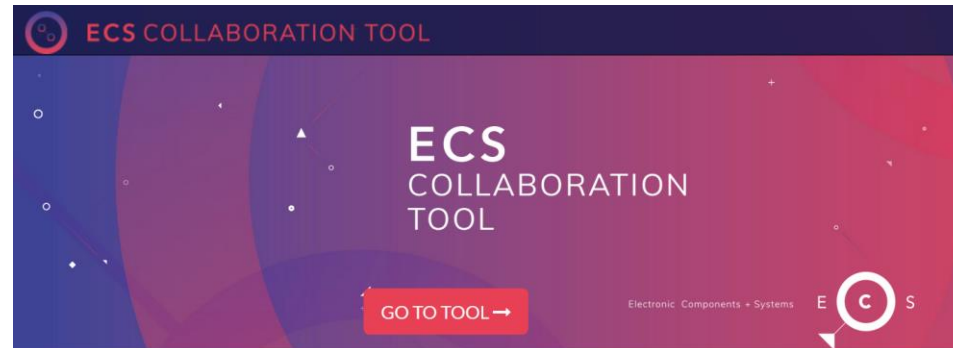 ECS COLLABORATION TOOL
ECS
COLLABORATION
TOOL
GO TO TOOL→
Electronic Components + Systems E C S